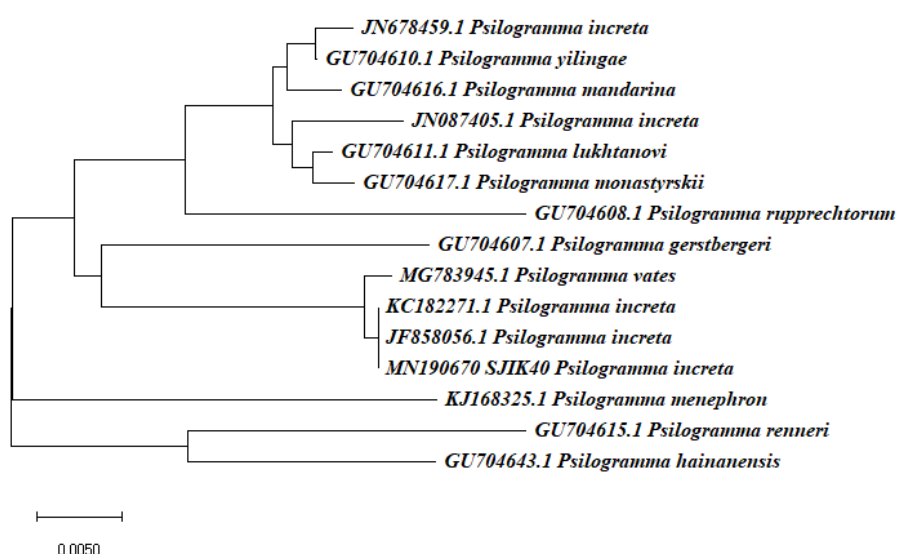 JN678459.1 Psilogramma increta
GU704610.1 Psilogramma yilingae
GU704616.1 Psilogramma mandarina
JN087405.1 Psilogramma increta
GU704611.1 Psilogramma lukhtanovi
GU704617.1 Psilogramma monastyrskii
GU704608.1 Psilogramma rupprechtorum
GU704607.1 Psilogramma gerstbergeri
MG783945.1 Psilogramma vates
KC182271.1 Psilogramma increta
JF858056.1 Psilogramma increta
MN190670 SJIK40 Psilogramma increta
KJ168325.1 Psilogramma menephron
GU704615.1 Psilogramma renneri
GU704643.1 Psilogramma hainanensis
0.0050